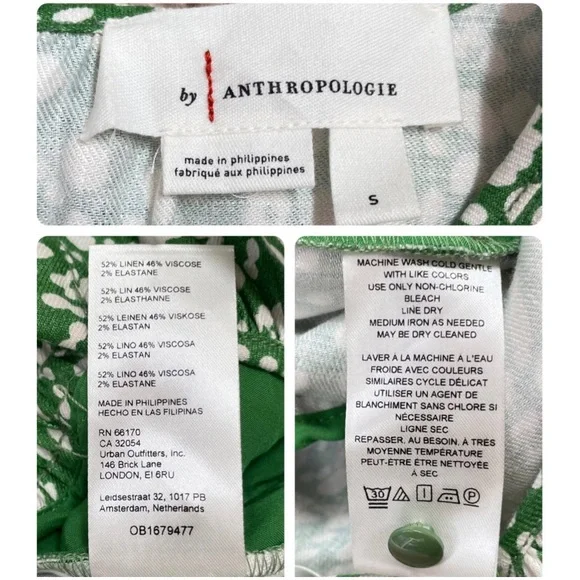 by ANTHROPOLOGIE
made in philippines
fabriqué aux philippines
S
52% LINEN 46% VISCOSE
2% ELASTANE
52% LIN 46% VISCOSE
2% ÉLASTHANNE
52% LEINEN 46% VISKOSE
2% ELASTAN
52% LINO 46% VISCOSA
2% ELASTAN
52% LINO 46% VISCOSA
2% ELASTANE
MADE IN PHILIPPINES
HECHO EN LAS FILIPINAS
RN 66170
CA 32054
Urban Outfitters, Inc.
146 Brick Lane
LONDON, EI 6RU
Leidsestraat 32, 1017 PB
Amsterdam, Netherlands
OB1679477
MACHINE WASH COLD GENTLE
WITH LIKE COLORS
USE ONLY NON-CHLORINE
BLEACH
LINE DRY
MEDIUM IRON AS NEEDED
MAY BE DRY CLEANED
LAVER À LA MACHINE A L'EAU
FROIDE AVEC COULEURS
SIMILAIRES CYCLE DÉLICAT
UTILISER UN AGENT DE
BLANCHIMENT SANS CHLORE SI
NÉCESSAIRE
LIGNE SEC
REPASSER, AU BESOIN, À TRÈS
MOYENNE TEMPÉRATURE
PEUT-ÊTRE ÊTRE NETTOYÉE
À SEC
30 P